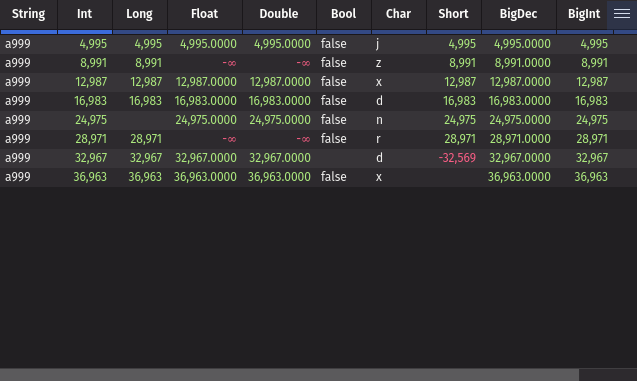 String Int Long Float Double Bool Char Short BigDec BigInt
a999 4,995 4,995 4,995.0000 4,995.0000 false j 4,995 4,995.0000 4,995
a999 8,991 8,991 -∞ -∞ false z 8,991 8,991.0000 8,991
a999 12,987 12,987 12,987.0000 12,987.0000 false x 12,987 12,987.0000 12,987
a999 16,983 16,983 16,983.0000 16,983.0000 false d 16,983 16,983.0000 16,983
a999 24,975 24,975.0000 24,975.0000 false n 24,975 24,975.0000 24,975
a999 28,971 28,971 -∞ -∞ false r 28,971 28,971.0000 28,971
a999 32,967 32,967 32,967.0000 32,967.0000 d -32,569 32,967.0000 32,967
a999 36,963 36,963 36,963.0000 36,963.0000 false x 36,963.0000 36,963